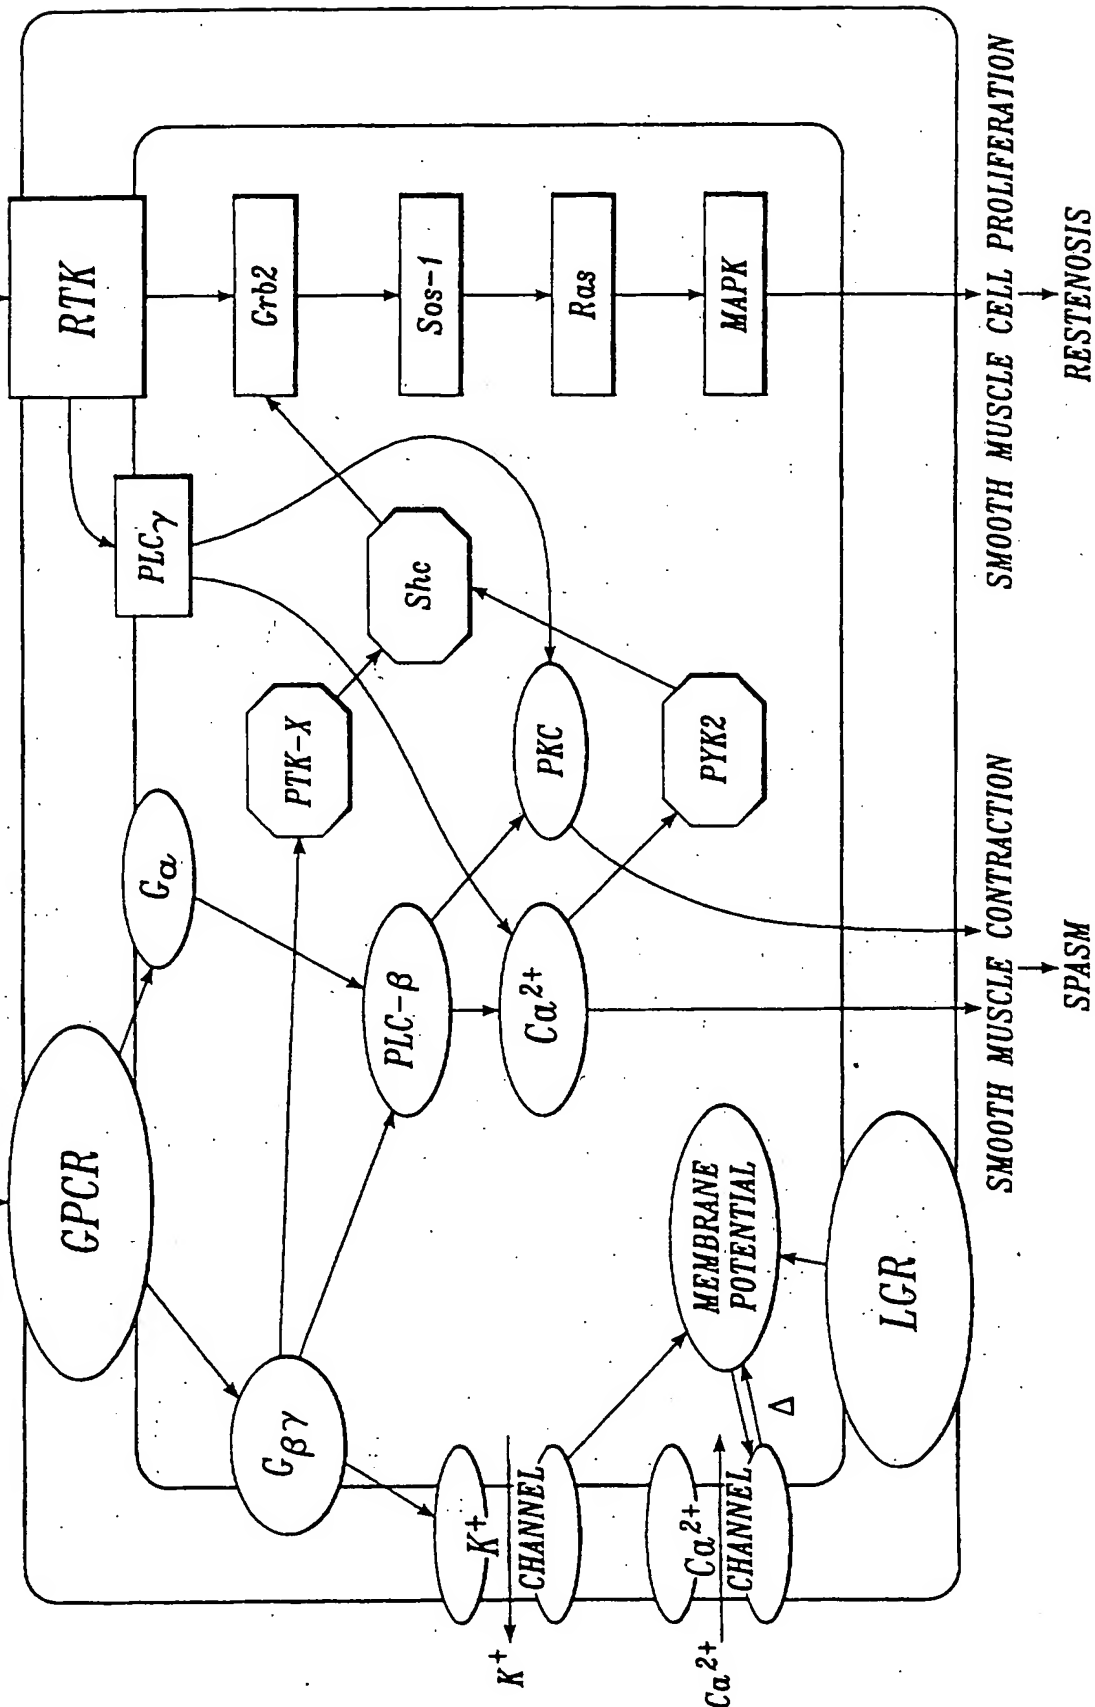 GPCR
RTK
Gα
PLCγ
Gβγ
PTK-X
Grb2
PLC-β
Shc
Sos-1
K+
K+
CHANNEL
Ca2+
PKC
Ras
MEMBRANE
POTENTIAL
PYK2
MAPK
Ca2+
Ca2+
CHANNEL
Δ
LGR
SMOOTH MUSCLE CONTRACTION
SMOOTH MUSCLE CELL PROLIFERATION
SPASM
RESTENOSIS